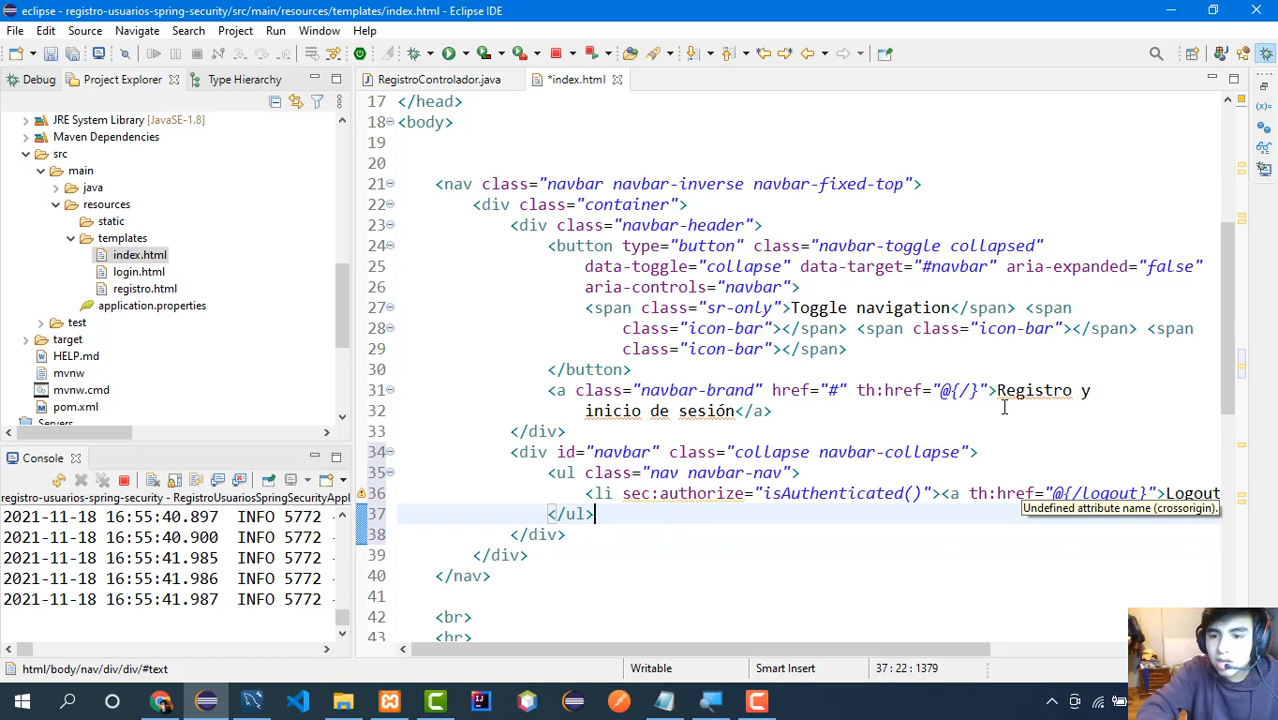 eclipse - registro-usuarios-spring-security/src/main/resources/templates/index.html - Eclipse IDE
File Edit Source Navigate Search Project Run Window Help
Debug Project Explorer Type Hierarchy
RegistroControlador.java *index.html
JRE System Library [JavaSE-1.8]
Maven Dependencies
src
main
java
resources
static
templates
index.html
login.html
registro.html
application.properties
test
target
HELP.md
mvnw
mvnw.cmd
pom.xml
Servers
17 </head>
18 <body>
19
20
21 <nav class="navbar navbar-inverse navbar-fixed-top">
22 <div class="container">
23 <div class="navbar-header">
24 <button type="button" class="navbar-toggle collapsed"
25 data-toggle="collapse" data-target="#navbar" aria-expanded="false"
26 aria-controls="navbar">
27 <span class="sr-only">Toggle navigation</span> <span
28 class="icon-bar"></span> <span class="icon-bar"></span> <span
29 class="icon-bar"></span>
30 </button>
31 <a class="navbar-brand" href="#" th:href="@{/}">Registro y
32 inicio de sesión</a>
33 </div>
34 <div id="navbar" class="collapse navbar-collapse">
35 <ul class="nav navbar-nav">
36 <li sec:authorize="isAuthenticated()"><a th:href="@{/logout}">Logout
Undefined attribute name (crossorigin).
37 </ul>
38 </div>
39 </div>
40 </nav>
41
42 <br>
43 <br>
Console
registro-usuarios-spring-security - RegistroUsuariosSpringSecurityAppl
2021-11-18 16:55:40.897 INFO 5772
2021-11-18 16:55:40.900 INFO 5772
2021-11-18 16:55:41.985 INFO 5772
2021-11-18 16:55:41.986 INFO 5772
2021-11-18 16:55:41.987 INFO 5772
html/body/nav/div/div/#text
Writable Smart Insert 37 : 22 : 1379